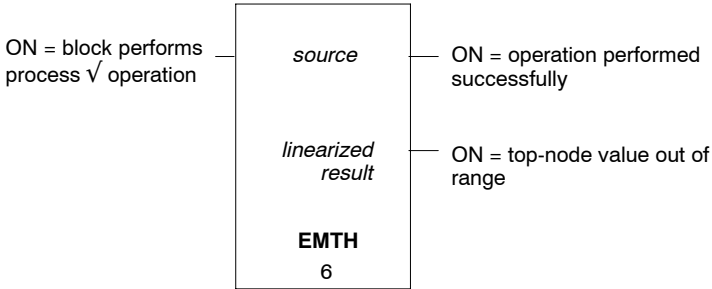 ON = block performs
process √ operation
source
ON = operation performed
successfully
linearized
result
ON = top-node value out of
range
EMTH
6